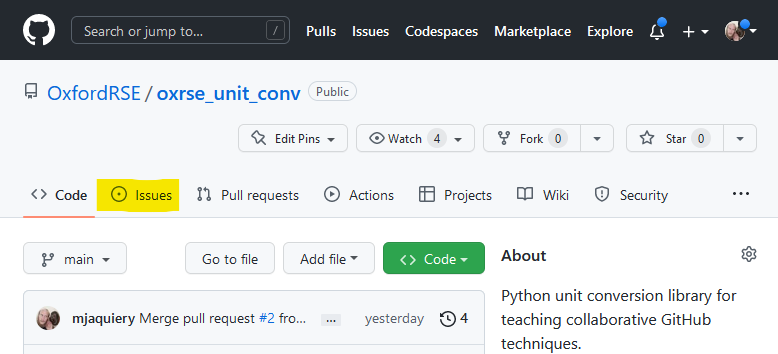 Search or jump to... / Pulls Issues Codespaces Marketplace Explore
OxfordRSE / oxrse_unit_conv Public
Edit Pins Watch 4 Fork 0 Star 0
Code Issues Pull requests Actions Projects Wiki Security ...
main Go to file Add file Code About
Python unit conversion library for
mjaquiery Merge pull request #2 fro... ... yesterday 4
teaching collaborative GitHub
techniques.